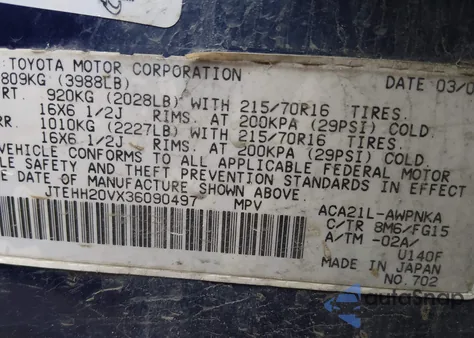 TOYOTA MOTOR CORPORATION DATE 03/0
809KG (3988LB)
RT 920KG (2028LB) WITH 215/70R16 TIRES.
16X6 1/2J RIMS. AT 200KPA (29PSI) COLD.
RR 1010KG (2227LB) WITH 215/70R16 TIRES.
16X6 1/2J RIMS. AT 200KPA (29PSI) COLD.
VEHICLE CONFORMS TO ALL APPLICABLE FEDERAL MOTOR
LE SAFETY AND THEFT PREVENTION STANDARDS IN EFFECT
E DATE OF MANUFACTURE SHOWN ABOVE.
JTEHH20VX36090497 MPV
ACA21L-AWPNKA
C/TR 8M6/FG15
A/TM -02A/
U140F
MADE IN JAPAN
NO.702
autoSnap